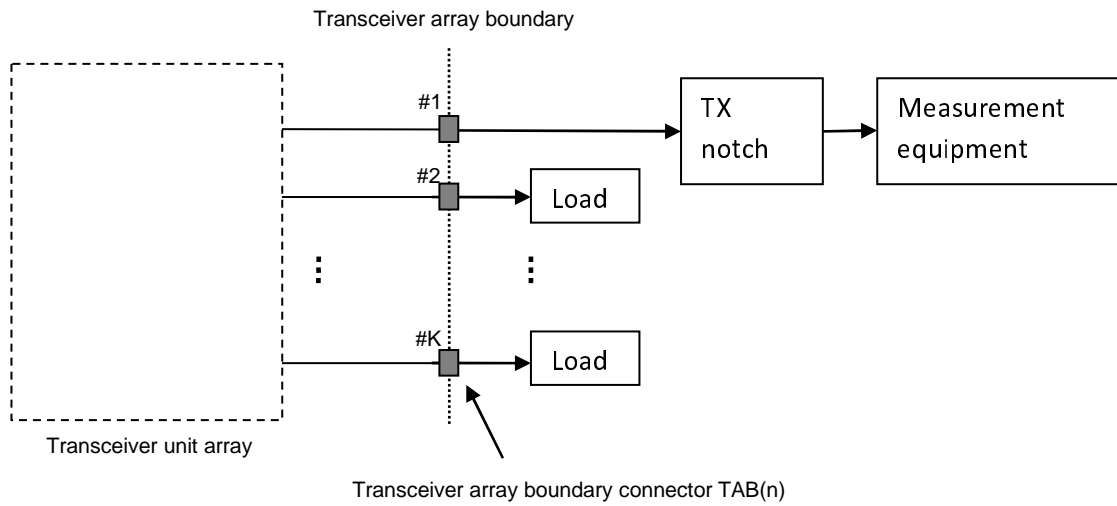 Transceiver array boundary
#1
TX
notch
Measurement
equipment
#2
Load
#K
Load
Transceiver unit array
Transceiver array boundary connector TAB(n)